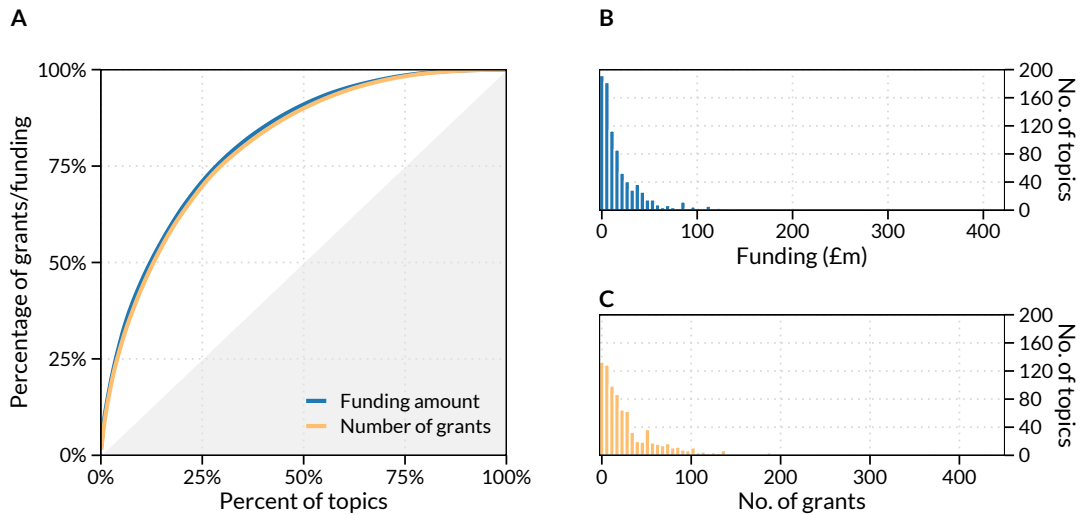 A
100%
75%
50%
25%
0%
Percentage of grants/funding
Funding amount
Number of grants
0%
25%
50%
75%
100%
Percent of topics
B
200
160
120
80
40
0
No. of topics
0
100
200
300
400
Funding (£m)
C
200
160
120
80
40
0
No. of topics
0
100
200
300
400
No. of grants